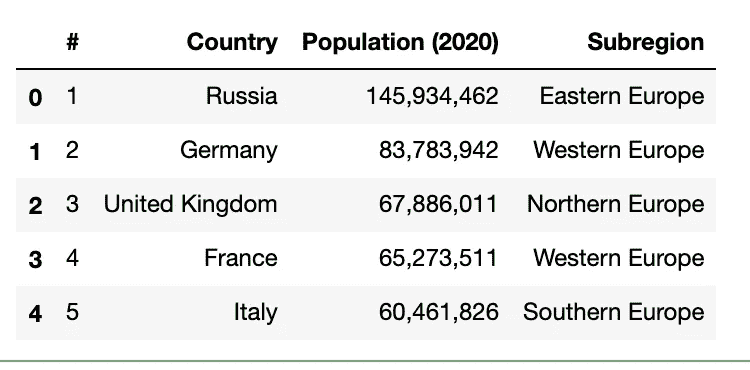 # Country Population (2020) Subregion
0 1 Russia 145,934,462 Eastern Europe
1 2 Germany 83,783,942 Western Europe
2 3 United Kingdom 67,886,011 Northern Europe
3 4 France 65,273,511 Western Europe
4 5 Italy 60,461,826 Southern Europe